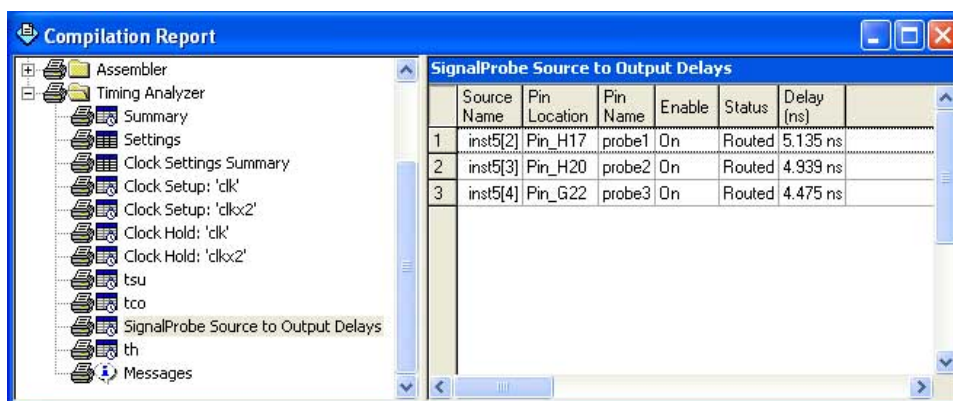 Compilation Report
Assembler
Timing Analyzer
Summary
Settings
Clock Settings Summary
Clock Setup: 'clk'
Clock Setup: 'clkx2'
Clock Hold: 'clk'
Clock Hold: 'clkx2'
tsu
tco
SignalProbe Source to Output Delays
th
Messages
SignalProbe Source to Output Delays
Source Name Pin Location Pin Name Enable Status Delay (ns)
1 inst5[2] Pin_H17 probe1 On Routed 5.135 ns
2 inst5[3] Pin_H20 probe2 On Routed 4.939 ns
3 inst5[4] Pin_G22 probe3 On Routed 4.475 ns